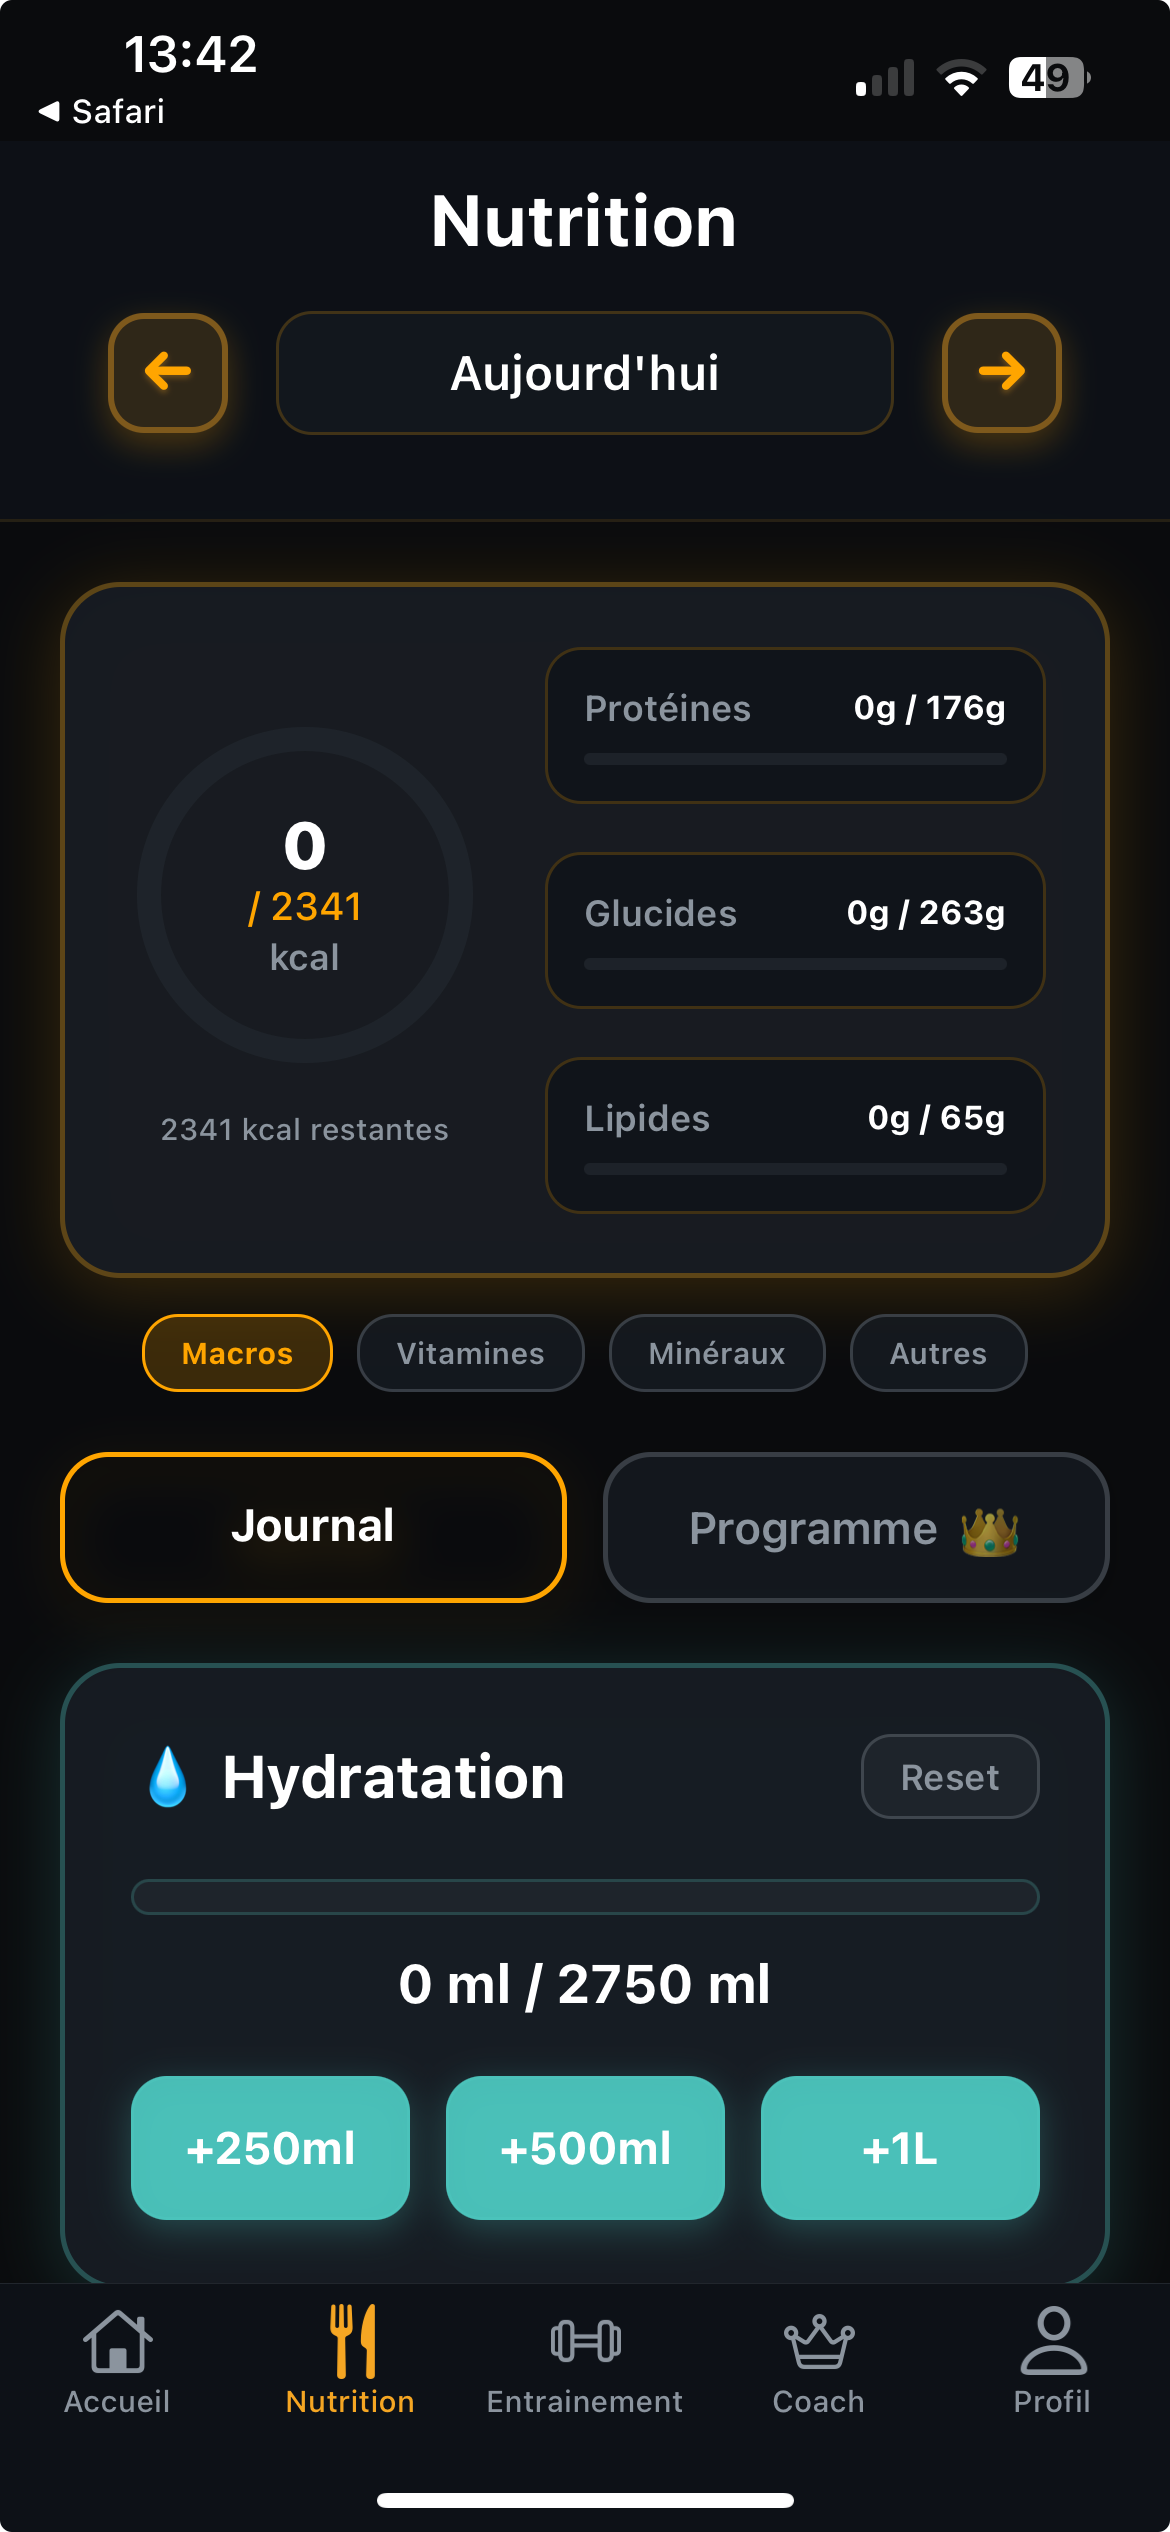 13:42
49
Safari
Nutrition
Aujourd'hui
0
/ 2341
kcal
2341 kcal restantes
Protéines 0g / 176g
Glucides 0g / 263g
Lipides 0g / 65g
Macros Vitamines Minéraux Autres
Journal Programme
Hydratation Reset
0 ml / 2750 ml
+250ml +500ml +1L
Accueil Nutrition Entrainement Coach Profil